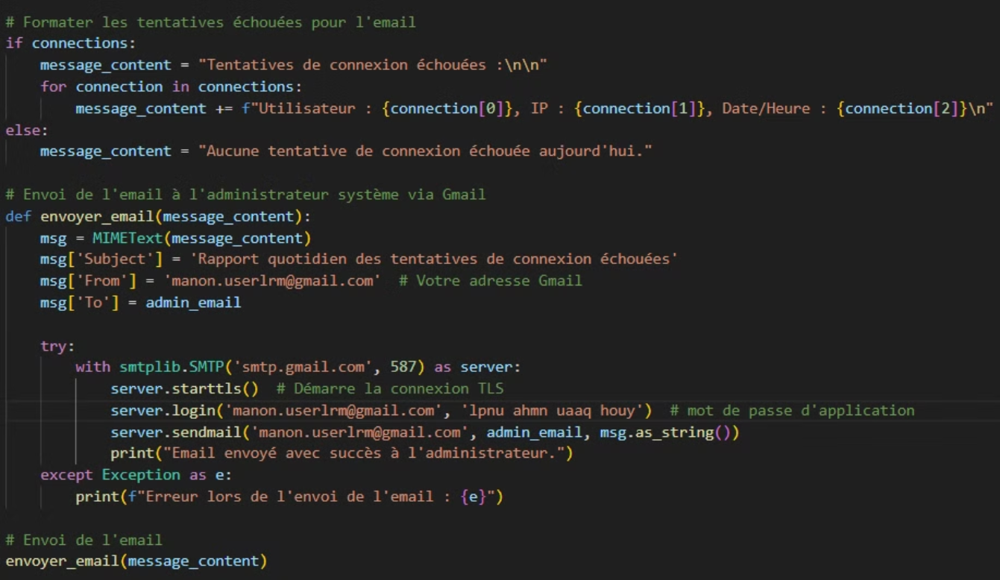 # Formater les tentatives échouées pour l'email
if connections:
    message_content = "Tentatives de connexion échouées :\n\n"
    for connection in connections:
        message_content += f"Utilisateur : {connection[0]}, IP : {connection[1]}, Date/Heure : {connection[2]}\n"
else:
    message_content = "Aucune tentative de connexion échouée aujourd'hui."

# Envoi de l'email à l'administrateur système via Gmail
def envoyer_email(message_content):
    msg = MIMEText(message_content)
    msg['Subject'] = 'Rapport quotidien des tentatives de connexion échouées'
    msg['From'] = 'manon.userlrm@gmail.com'  # Votre adresse Gmail
    msg['To'] = admin_email

    try:
        with smtplib.SMTP('smtp.gmail.com', 587) as server:
            server.starttls()  # Démarre la connexion TLS
            server.login('manon.userlrm@gmail.com', 'lpnu ahmn uaaq houy')  # mot de passe d'application
            server.sendmail('manon.userlrm@gmail.com', admin_email, msg.as_string())
            print("Email envoyé avec succès à l'administrateur.")
    except Exception as e:
        print(f"Erreur lors de l'envoi de l'email : {e}")

# Envoi de l'email
envoyer_email(message_content)